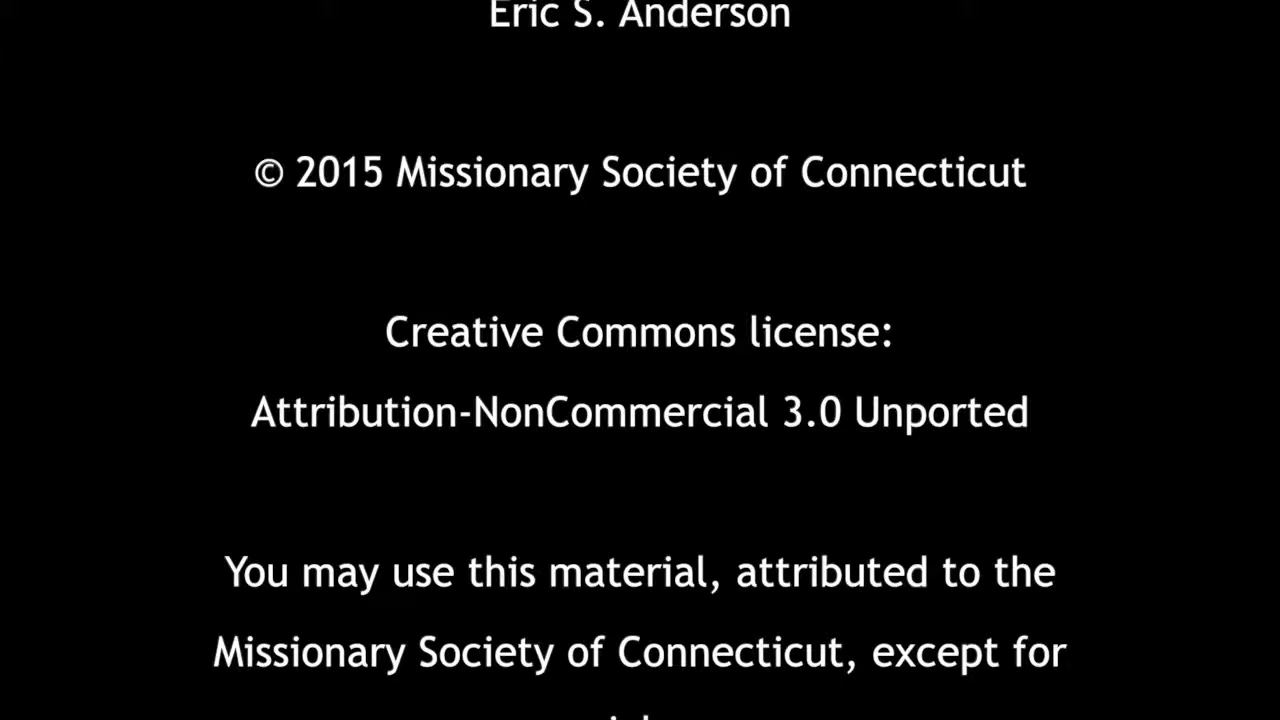 Eric S. Anderson
© 2015 Missionary Society of Connecticut
Creative Commons license:
Attribution-NonCommercial 3.0 Unported
You may use this material, attributed to the
Missionary Society of Connecticut, except for